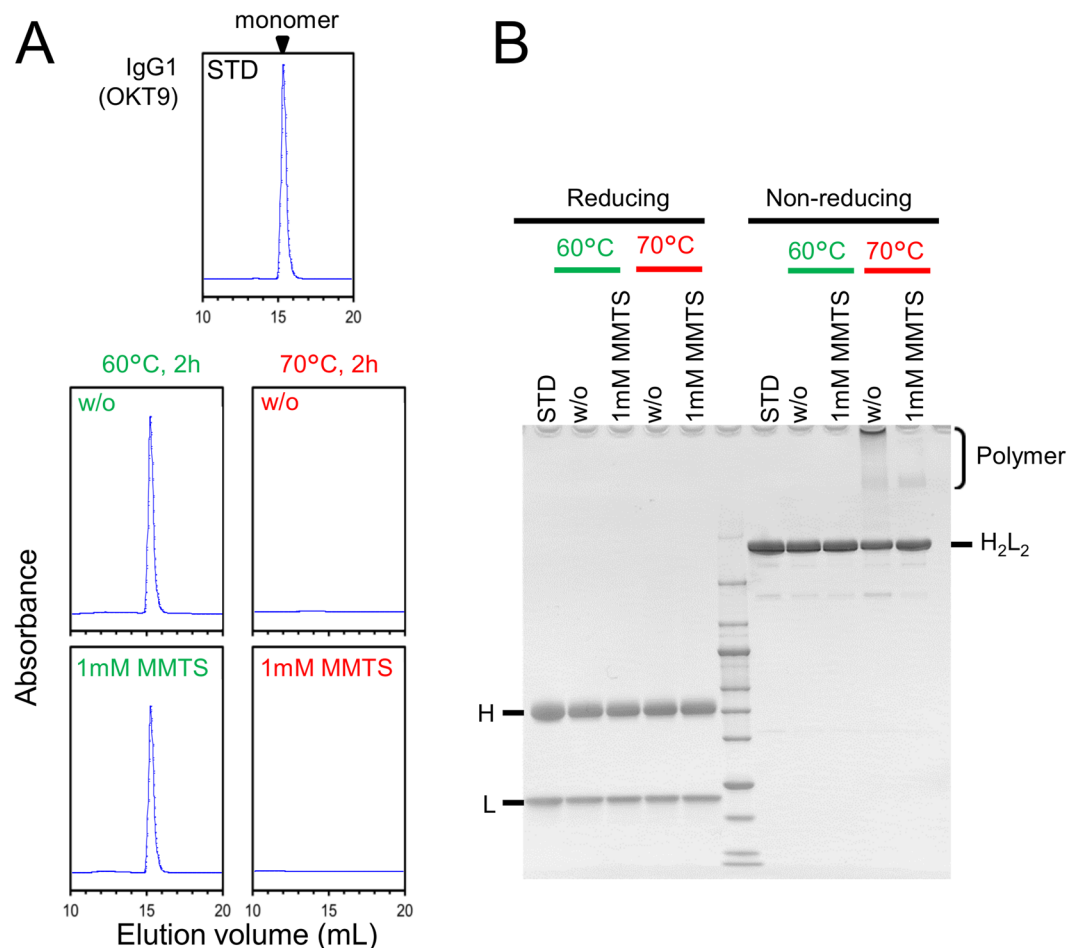 A
monomer
IgG1
(OKT9)
STD
10 15 20
60°C, 2h
70°C, 2h
w/o
w/o
1mM MMTS
1mM MMTS
Absorbance
10 15 20
10 15 20
Elution volume (mL)
B
Reducing
Non-reducing
60°C
70°C
60°C
70°C
STD
w/o
1mM MMTS
w/o
1mM MMTS
STD
w/o
1mM MMTS
w/o
1mM MMTS
Polymer
H₂L₂
H
L